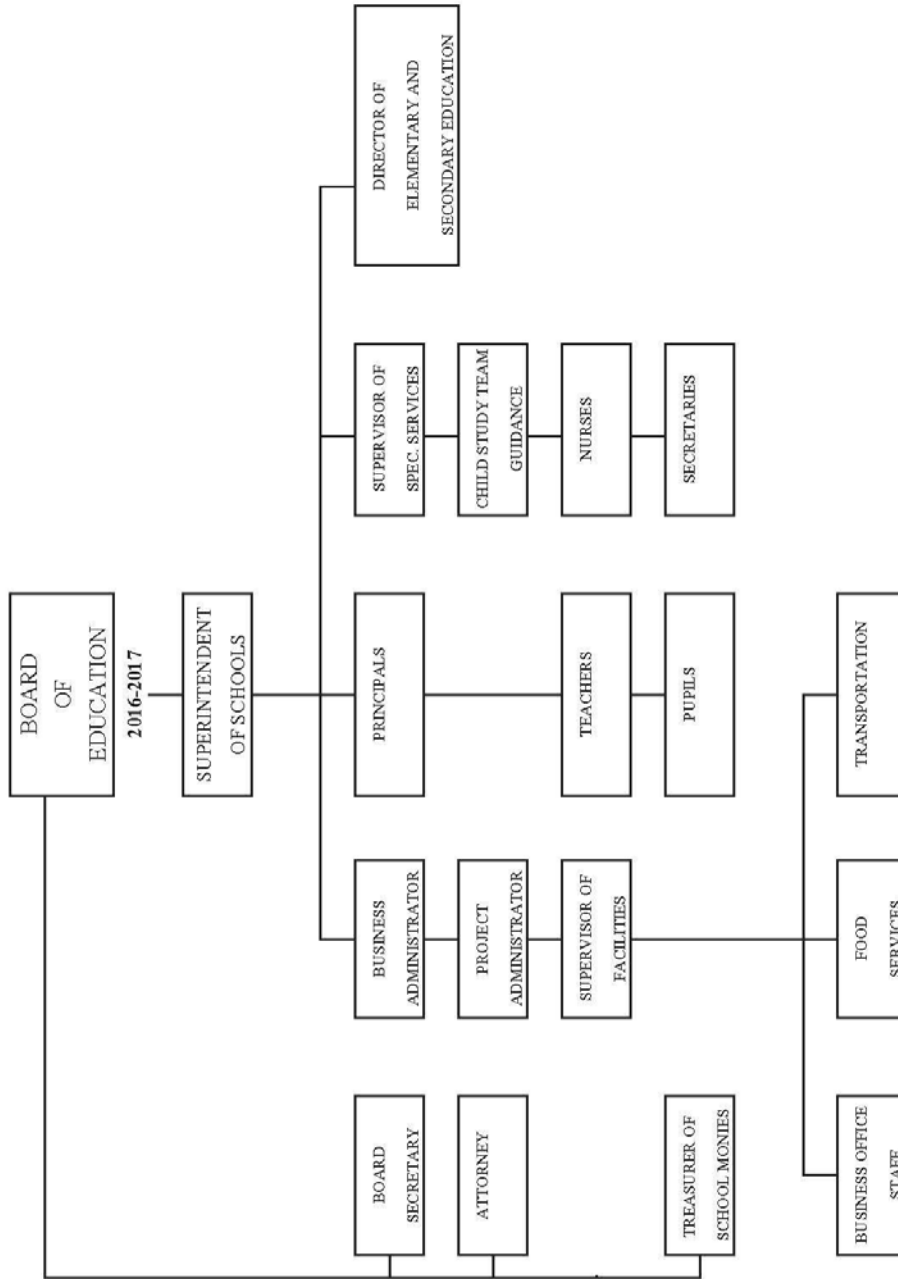 BOARD
OF
EDUCATION
2016-2017
SUPERINTENDENT
OF SCHOOLS
BOARD
SECRETARY
BUSINESS
ADMINISTRATOR
PRINCIPALS
SUPERVISOR OF
SPEC. SERVICES
DIRECTOR OF
ELEMENTARY AND
SECONDARY EDUCATION
ATTORNEY
PROJECT
ADMINISTRATOR
CHILD STUDY TEAM
GUIDANCE
SUPERVISOR OF
FACILITIES
TEACHERS
NURSES
TREASURER OF
SCHOOL MONIES
PUPILS
SECRETARIES
BUSINESS OFFICE
STAFF
FOOD
SERVICES
TRANSPORTATION